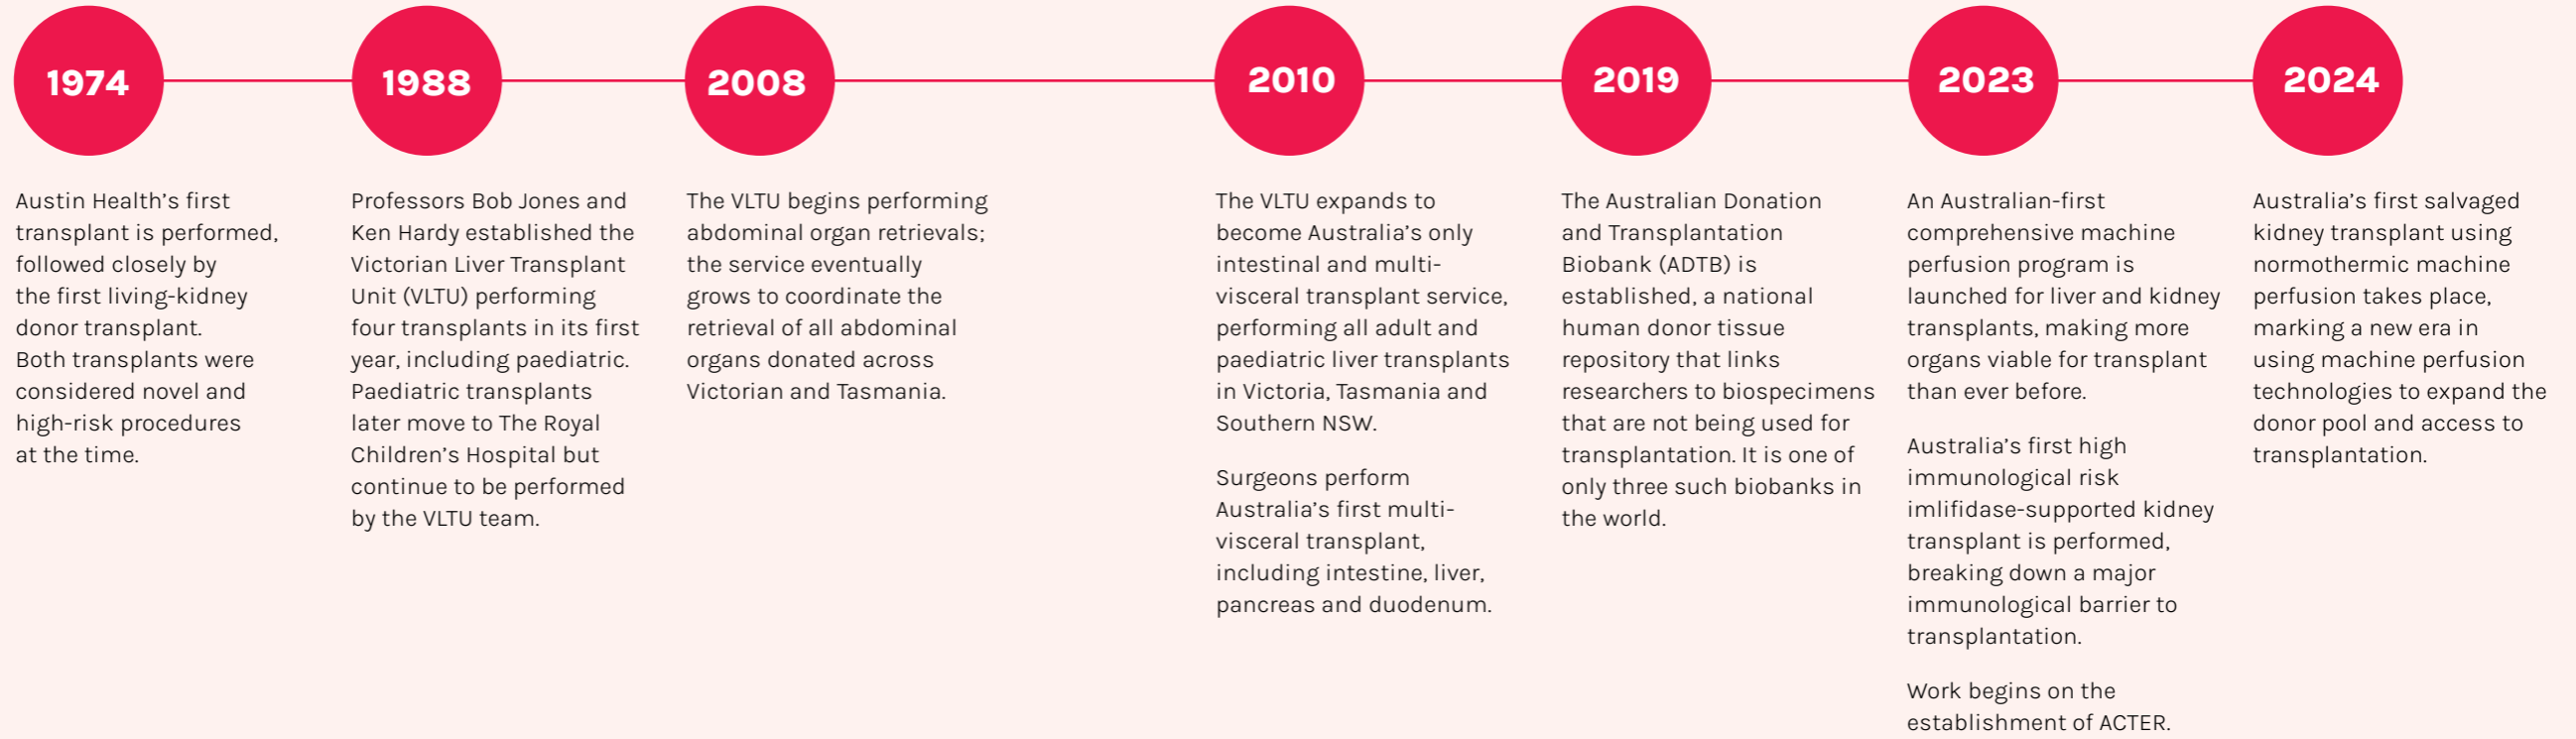 1974
Austin Health’s first
transplant is performed,
followed closely by
the first living-kidney
donor transplant.
Both transplants were
considered novel and
high-risk procedures
at the time.
1988
Professors Bob Jones and
Ken Hardy established the
Victorian Liver Transplant
Unit (VLTU) performing
four transplants in its first
year, including paediatric.
Paediatric transplants
later move to The Royal
Children’s Hospital but
continue to be performed
by the VLTU team.
2008
The VLTU begins performing
abdominal organ retrievals;
the service eventually
grows to coordinate the
retrieval of all abdominal
organs donated across
Victorian and Tasmania.
2010
The VLTU expands to
become Australia’s only
intestinal and multi-
visceral transplant service,
performing all adult and
paediatric liver transplants
in Victoria, Tasmania and
Southern NSW.
Surgeons perform
Australia’s first multi-
visceral transplant,
including intestine, liver,
pancreas and duodenum.
2019
The Australian Donation
and Transplantation
Biobank (ADTB) is
established, a national
human donor tissue
repository that links
researchers to biospecimens
that are not being used for
transplantation. It is one of
only three such biobanks in
the world.
2023
An Australian-first
comprehensive machine
perfusion program is
launched for liver and kidney
transplants, making more
organs viable for transplant
than ever before.
Australia’s first high
immunological risk
imlifidase-supported kidney
transplant is performed,
breaking down a major
immunological barrier to
transplantation.
Work begins on the
establishment of ACTER.
2024
Australia’s first salvaged
kidney transplant using
normothermic machine
perfusion takes place,
marking a new era in
using machine perfusion
technologies to expand the
donor pool and access to
transplantation.